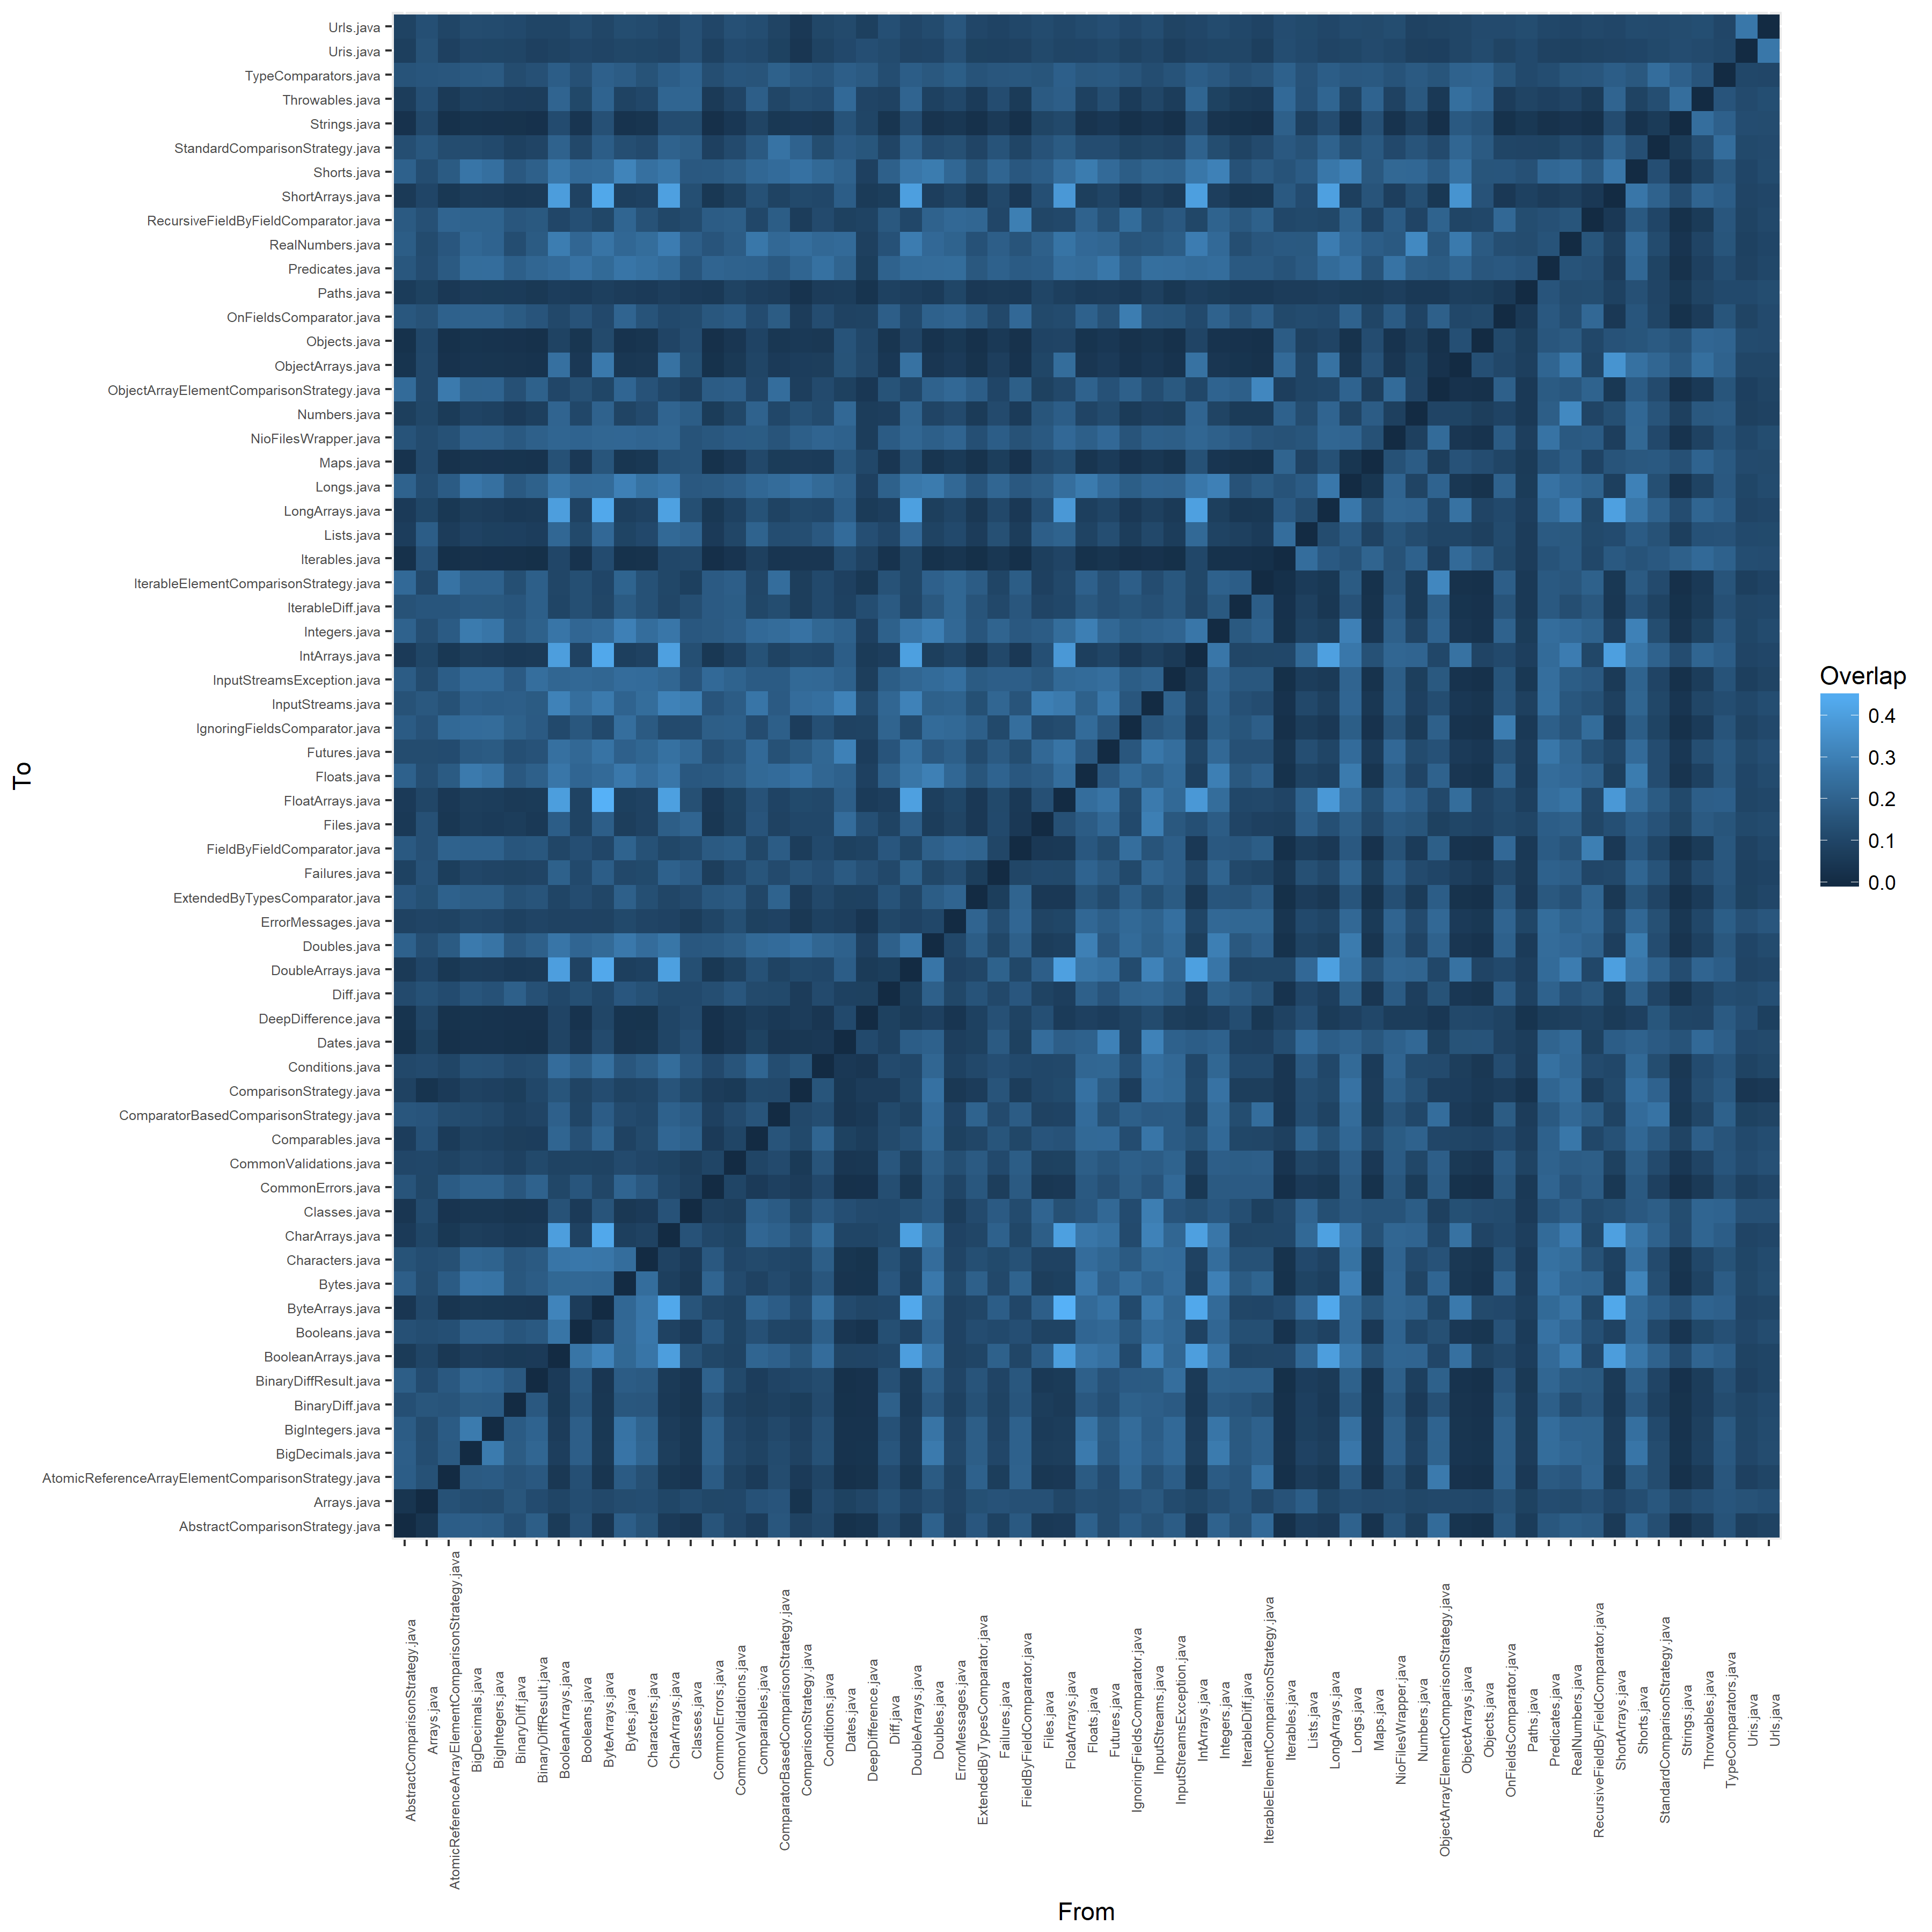 Urls.java
Uris.java
TypeComparators.java
Throwables.java
Strings.java
StandardComparisonStrategy.java
Shorts.java
ShortArrays.java
RecursiveFieldByFieldComparator.java
RealNumbers.java
Predicates.java
Paths.java
OnFieldsComparator.java
Objects.java
ObjectArrays.java
ObjectArrayElementComparisonStrategy.java
Numbers.java
NioFilesWrapper.java
Maps.java
Longs.java
LongArrays.java
Lists.java
Iterables.java
IterableElementComparisonStrategy.java
IterableDiff.java
Integers.java
IntArrays.java
InputStreamsException.java
InputStreams.java
IgnoringFieldsComparator.java
Futures.java
Floats.java
FloatArrays.java
Files.java
FieldByFieldComparator.java
Failures.java
ExtendedByTypesComparator.java
ErrorMessages.java
Doubles.java
DoubleArrays.java
Diff.java
DeepDifference.java
Dates.java
Conditions.java
ComparisonStrategy.java
ComparatorBasedComparisonStrategy.java
Comparables.java
CommonValidations.java
CommonErrors.java
Classes.java
CharArrays.java
Characters.java
Bytes.java
ByteArrays.java
Booleans.java
BooleanArrays.java
BinaryDiffResult.java
BinaryDiff.java
BigIntegers.java
BigDecimals.java
AtomicReferenceArrayElementComparisonStrategy.java
Arrays.java
AbstractComparisonStrategy.java
To
AbstractComparisonStrategy.java
Arrays.java
AtomicReferenceArrayElementComparisonStrategy.java
BigDecimals.java
BigIntegers.java
BinaryDiff.java
BinaryDiffResult.java
BooleanArrays.java
Booleans.java
ByteArrays.java
Bytes.java
Characters.java
CharArrays.java
Classes.java
CommonErrors.java
CommonValidations.java
Comparables.java
ComparatorBasedComparisonStrategy.java
ComparisonStrategy.java
Conditions.java
Dates.java
DeepDifference.java
Diff.java
DoubleArrays.java
Doubles.java
ErrorMessages.java
ExtendedByTypesComparator.java
Failures.java
FieldByFieldComparator.java
Files.java
FloatArrays.java
Floats.java
Futures.java
IgnoringFieldsComparator.java
InputStreams.java
InputStreamsException.java
IntArrays.java
Integers.java
IterableDiff.java
IterableElementComparisonStrategy.java
Iterables.java
Lists.java
LongArrays.java
Longs.java
Maps.java
NioFilesWrapper.java
Numbers.java
ObjectArrayElementComparisonStrategy.java
ObjectArrays.java
Objects.java
OnFieldsComparator.java
Paths.java
Predicates.java
RealNumbers.java
RecursiveFieldByFieldComparator.java
ShortArrays.java
Shorts.java
StandardComparisonStrategy.java
Strings.java
Throwables.java
TypeComparators.java
Uris.java
Urls.java
From
Overlap
0.4
0.3
0.2
0.1
0.0